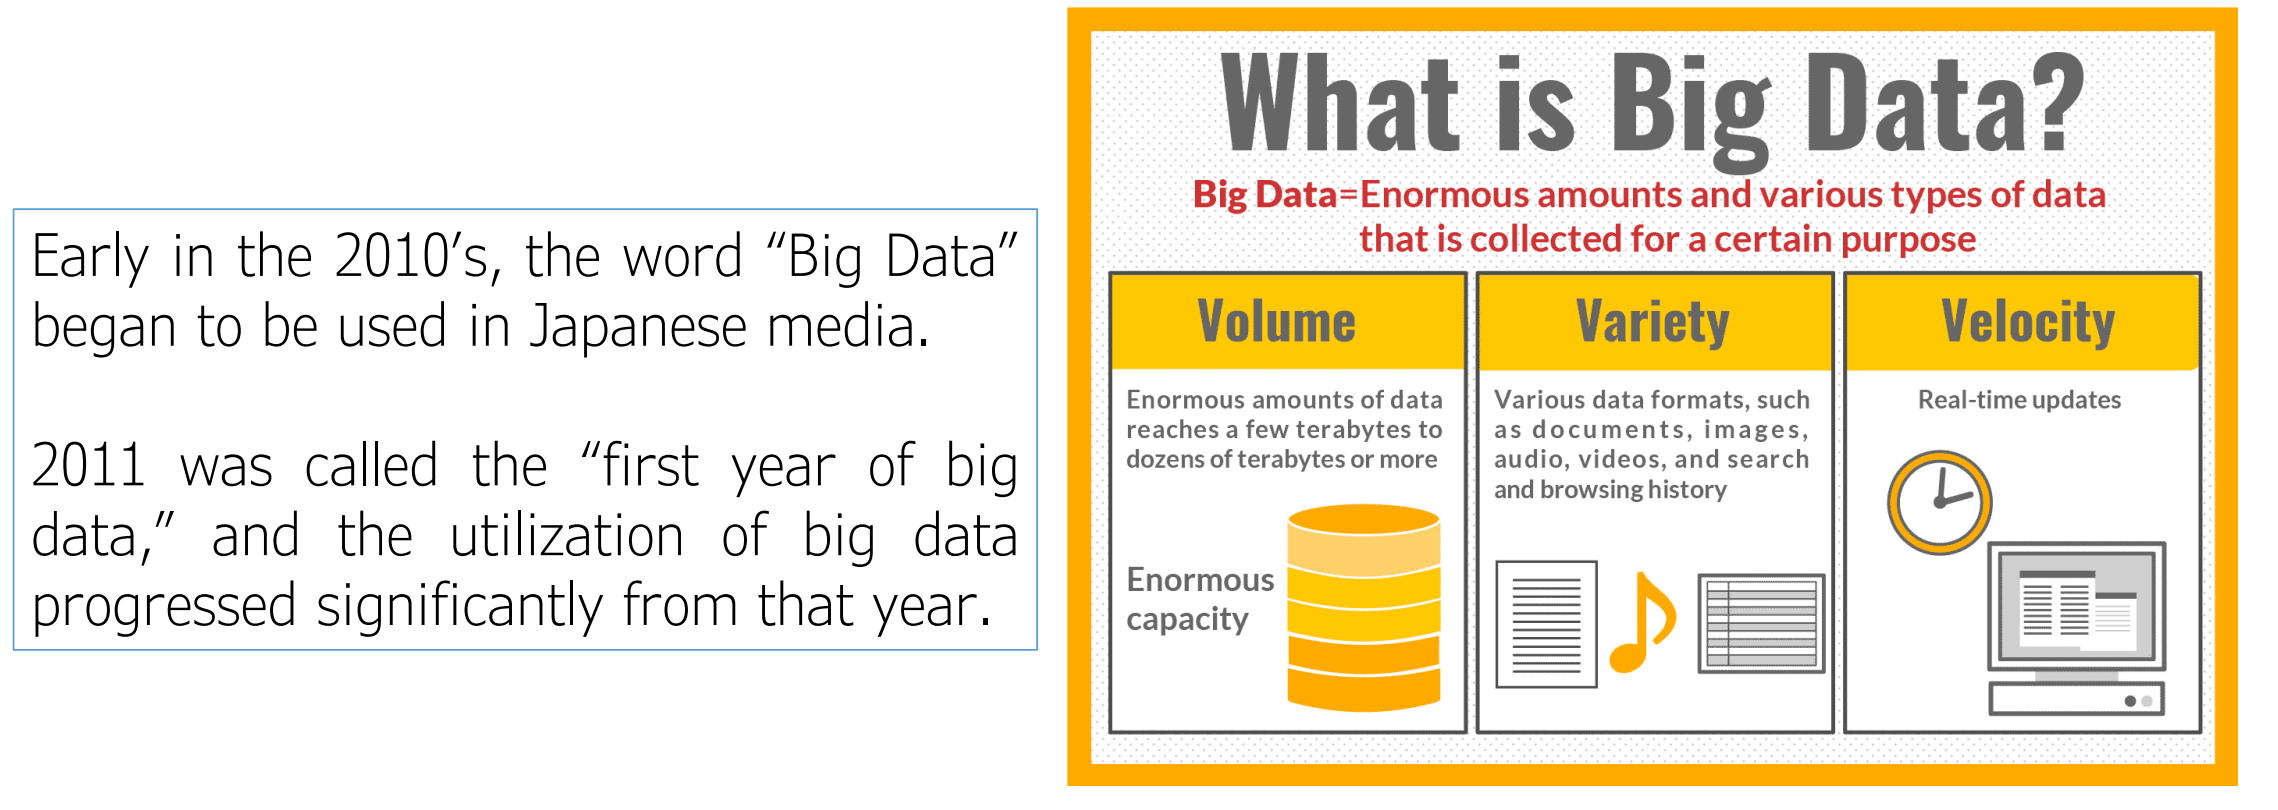 Early in the 2010’s, the word “Big Data”
began to be used in Japanese media.
2011 was called the “first year of big
data,” and the utilization of big data
progressed significantly from that year.
What is Big Data?
Big Data=Enormous amounts and various types of data
that is collected for a certain purpose
Volume
Enormous amounts of data
reaches a few terabytes to
dozens of terabytes or more
Enormous
capacity
Variety
Various data formats, such
as documents, images,
audio, videos, and search
and browsing history
Velocity
Real-time updates